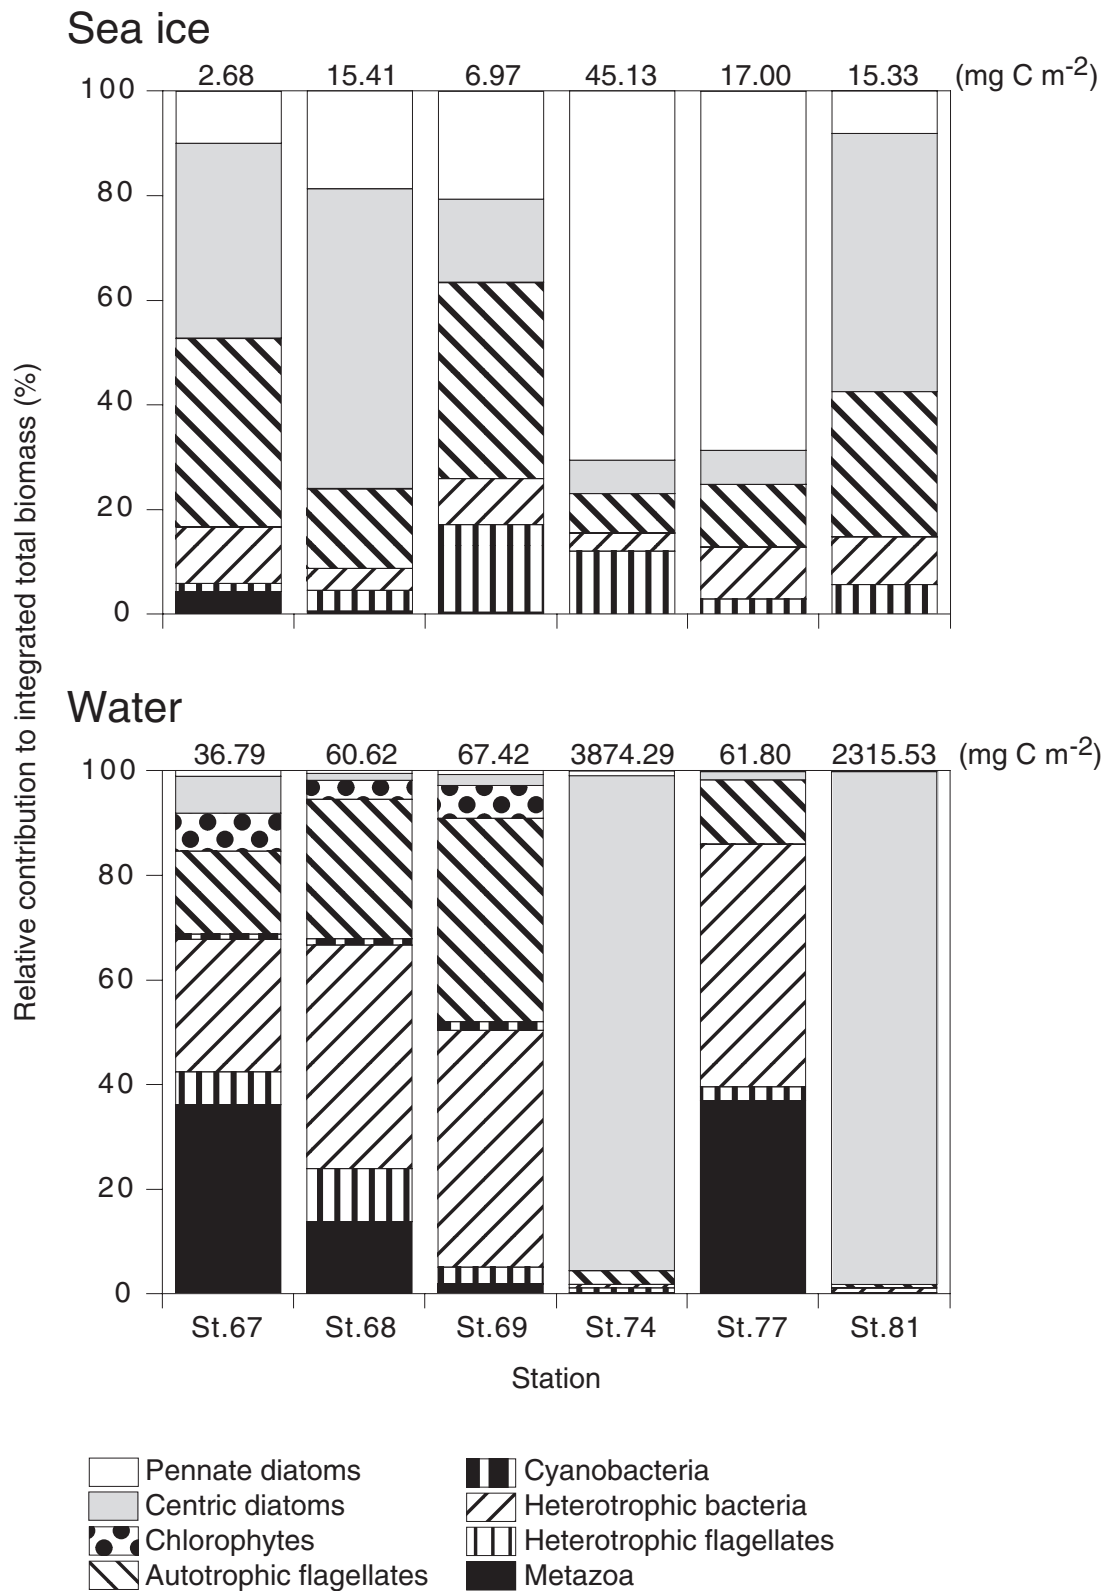 Sea ice
2.68 15.41 6.97 45.13 17.00 15.33 (mg C m-2)
100
80
60
40
20
0
Relative contribution to integrated total biomass (%)
Water
36.79 60.62 67.42 3874.29 61.80 2315.53 (mg C m-2)
100
80
60
40
20
0
St.67 St.68 St.69 St.74 St.77 St.81
Station
Pennate diatoms
Centric diatoms
Chlorophytes
Autotrophic flagellates
Cyanobacteria
Heterotrophic bacteria
Heterotrophic flagellates
Metazoa